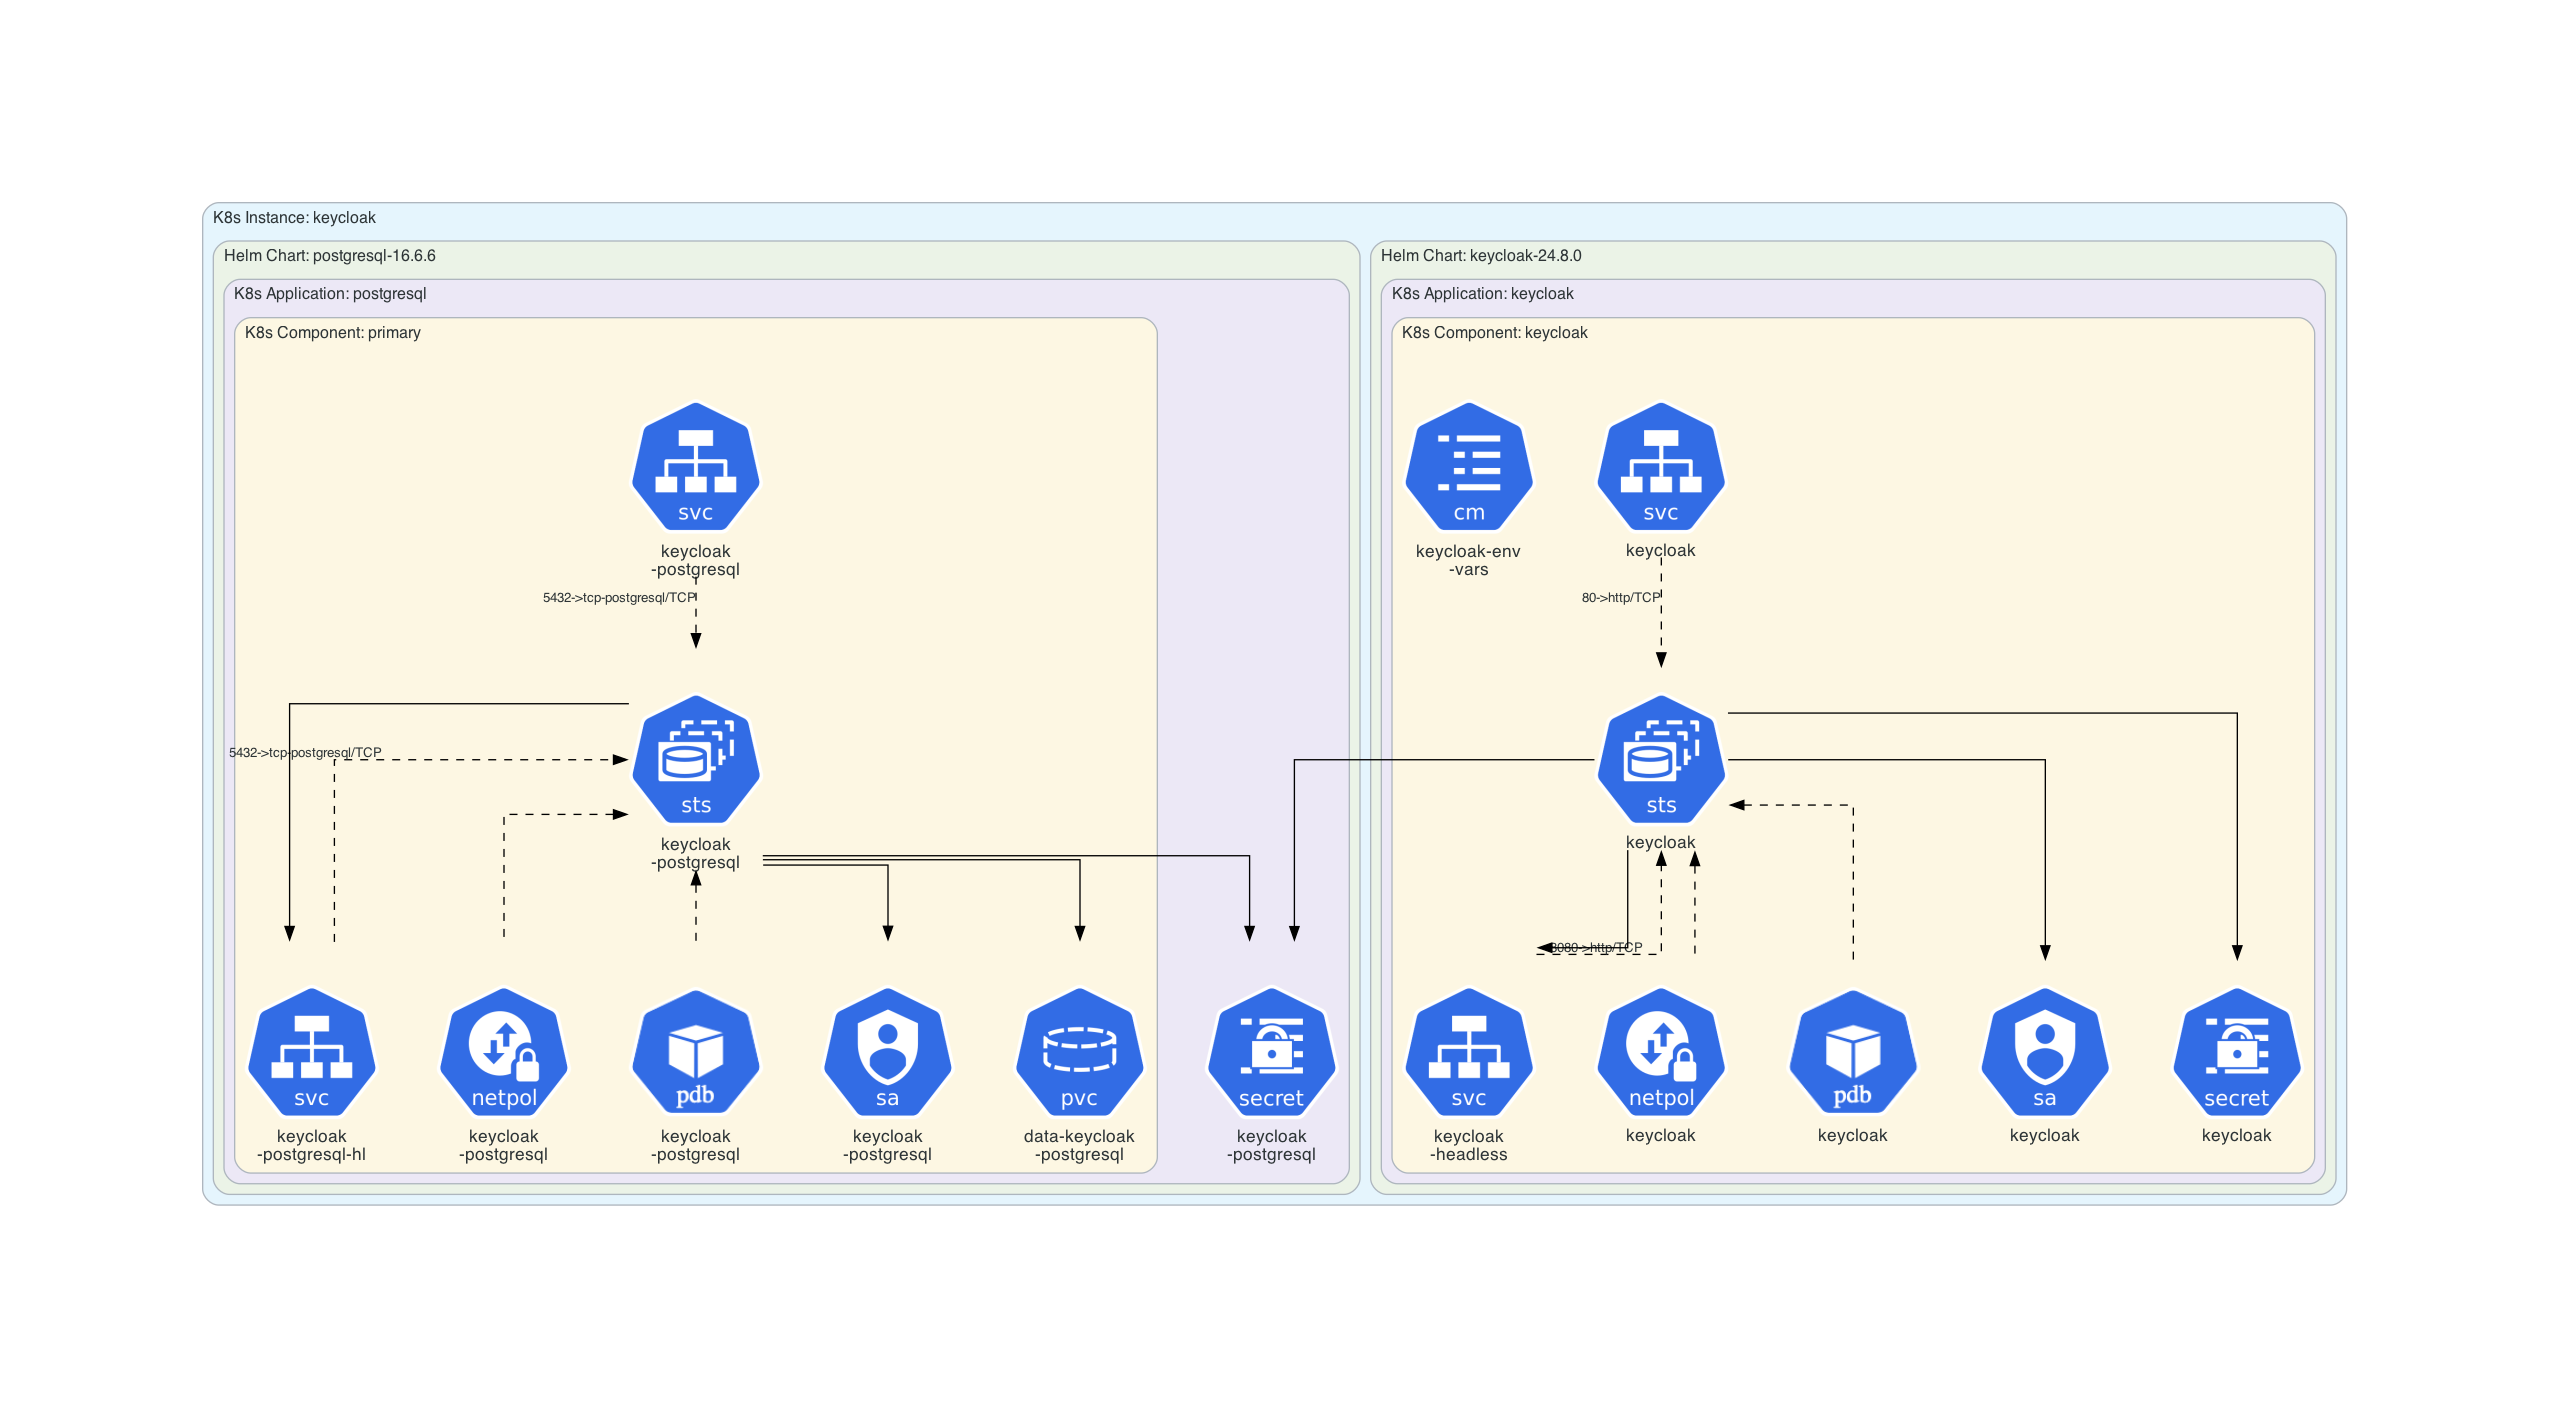 K8s Instance: keycloak
Helm Chart: postgresql-16.6.6
K8s Application: postgresql
K8s Component: primary
svc
keycloak
-postgresql
5432->tcp-postgresql/TCP
sts
keycloak
-postgresql
5432->tcp-postgresql/TCP
svc
keycloak
-postgresql-hl
netpol
keycloak
-postgresql
pdb
keycloak
-postgresql
sa
keycloak
-postgresql
pvc
data-keycloak
-postgresql
secret
keycloak
-postgresql
Helm Chart: keycloak-24.8.0
K8s Application: keycloak
K8s Component: keycloak
cm
keycloak-env
-vars
svc
keycloak
80->http/TCP
sts
keycloak
8080->http/TCP
svc
keycloak
-headless
netpol
keycloak
pdb
keycloak
sa
keycloak
secret
keycloak